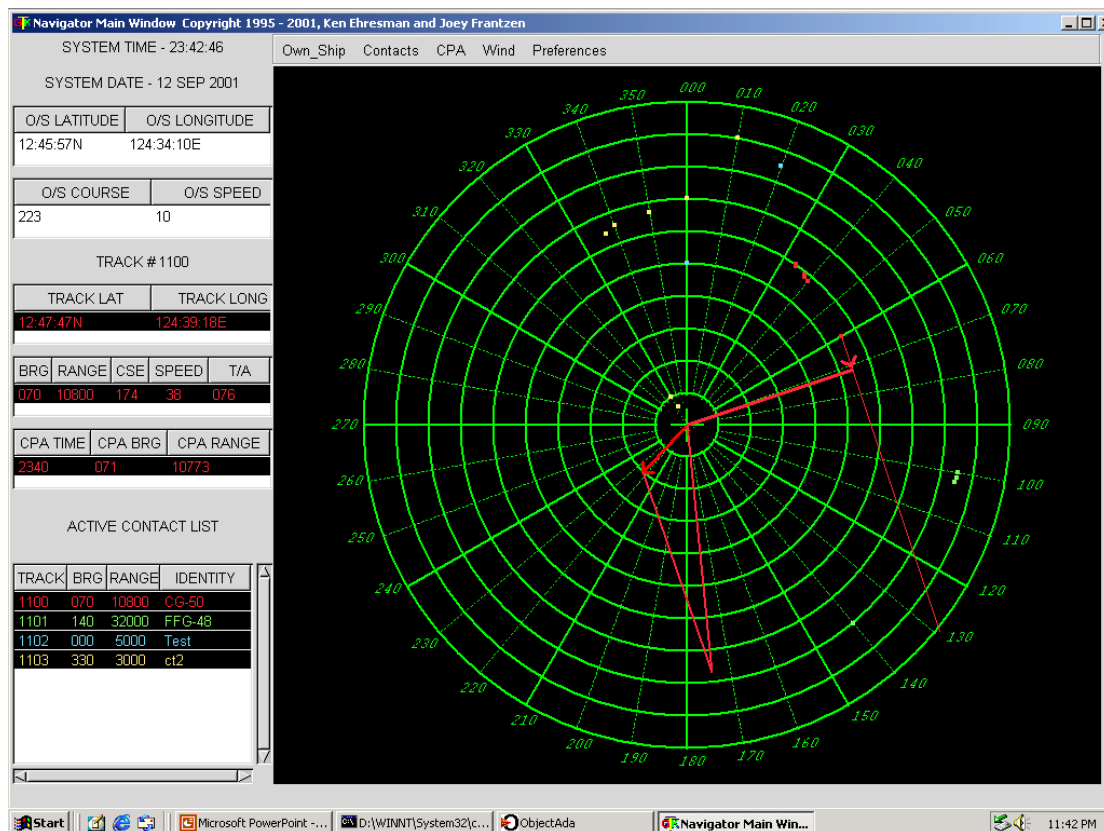 Navigator Main Window Copyright 1995 - 2001, Ken Ehresman and Joey Frantzen
SYSTEM TIME - 23:42:46
SYSTEM DATE - 12 SEP 2001
O/S LATITUDE O/S LONGITUDE
12:45:57N 124:34:10E
O/S COURSE O/S SPEED
223 10
TRACK # 1100
TRACK LAT TRACK LONG
12:47:47N 124:39:18E
BRG RANGE CSE SPEED T/A
070 10800 174 38 076
CPA TIME CPA BRG CPA RANGE
2340 071 10773
ACTIVE CONTACT LIST
TRACK BRG RANGE IDENTITY
1100 070 10800 CG-50
1101 140 32000 FFG-48
1102 000 5000 Test
1103 330 3000 ct2
Own_Ship Contacts CPA Wind Preferences
000
010
020
030
040
050
060
070
080
090
100
110
120
130
140
150
160
170
180
190
200
210
220
230
240
250
260
270
280
290
300
310
320
330
340
350
Start Microsoft PowerPoint -... D:\WINNT\System32\c... ObjectAda Navigator Main Win... 11:42 PM